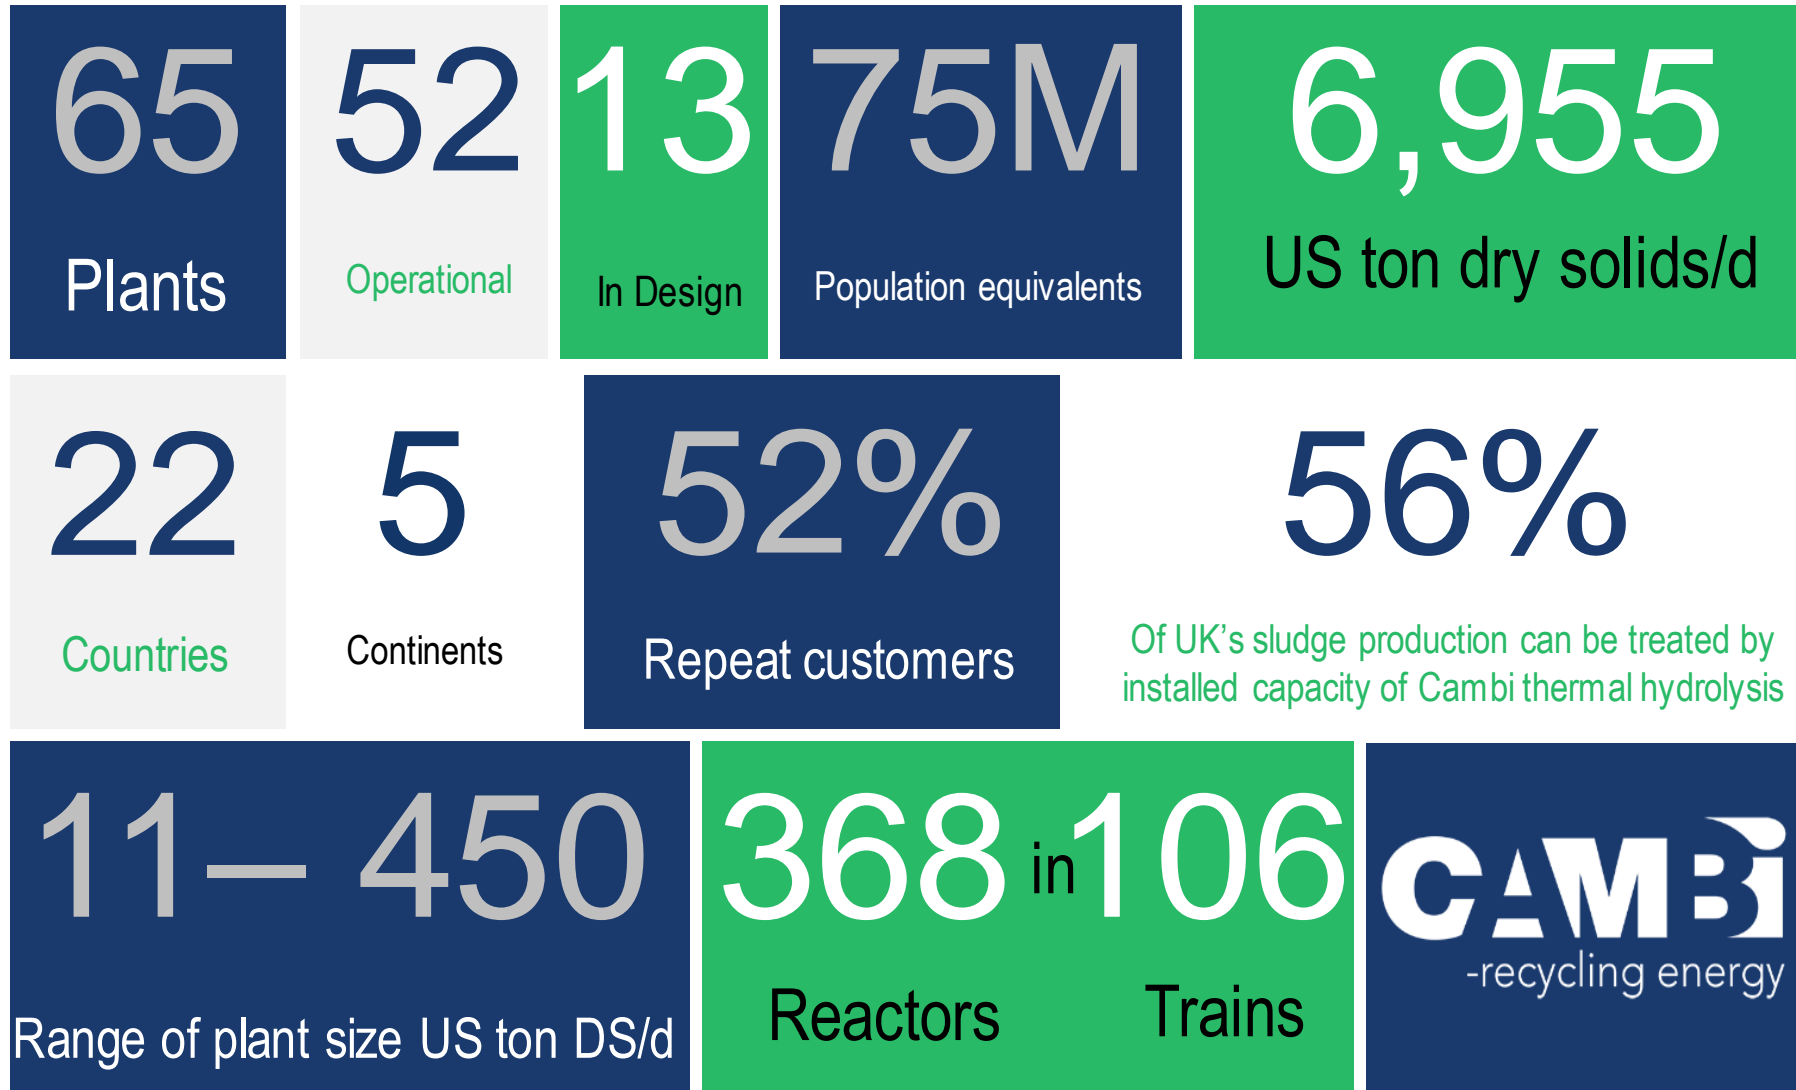 65
Plants
52
Operational
13
In Design
75M
Population equivalents
6,955
US ton dry solids/d
22
Countries
5
Continents
52%
Repeat customers
56%
Of UK's sludge production can be treated by
installed capacity of Cambi thermal hydrolysis
11– 450
Range of plant size US ton DS/d
368 in 106
Reactors Trains
CAMBi
-recycling energy